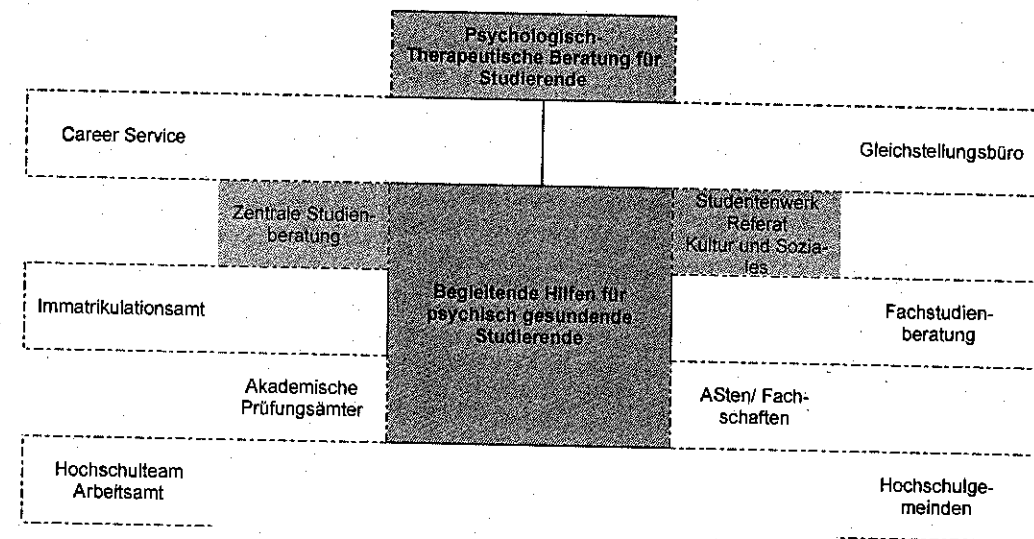 Psychologisch-
Therapeutische Beratung für
Studierende
Career Service
Gleichstellungsbüro
Zentrale Studien-
beratung
Studentenwerk
Referat
Kultur und Sozia-
les
Begleitende Hilfen für
psychisch gesundende
Studierende
Immatrikulationsamt
Fachstudien-
beratung
Akademische
Prüfungsämter
ASten/ Fach-
schaften
Hochschulteam
Arbeitsamt
Hochschulge-
meinden